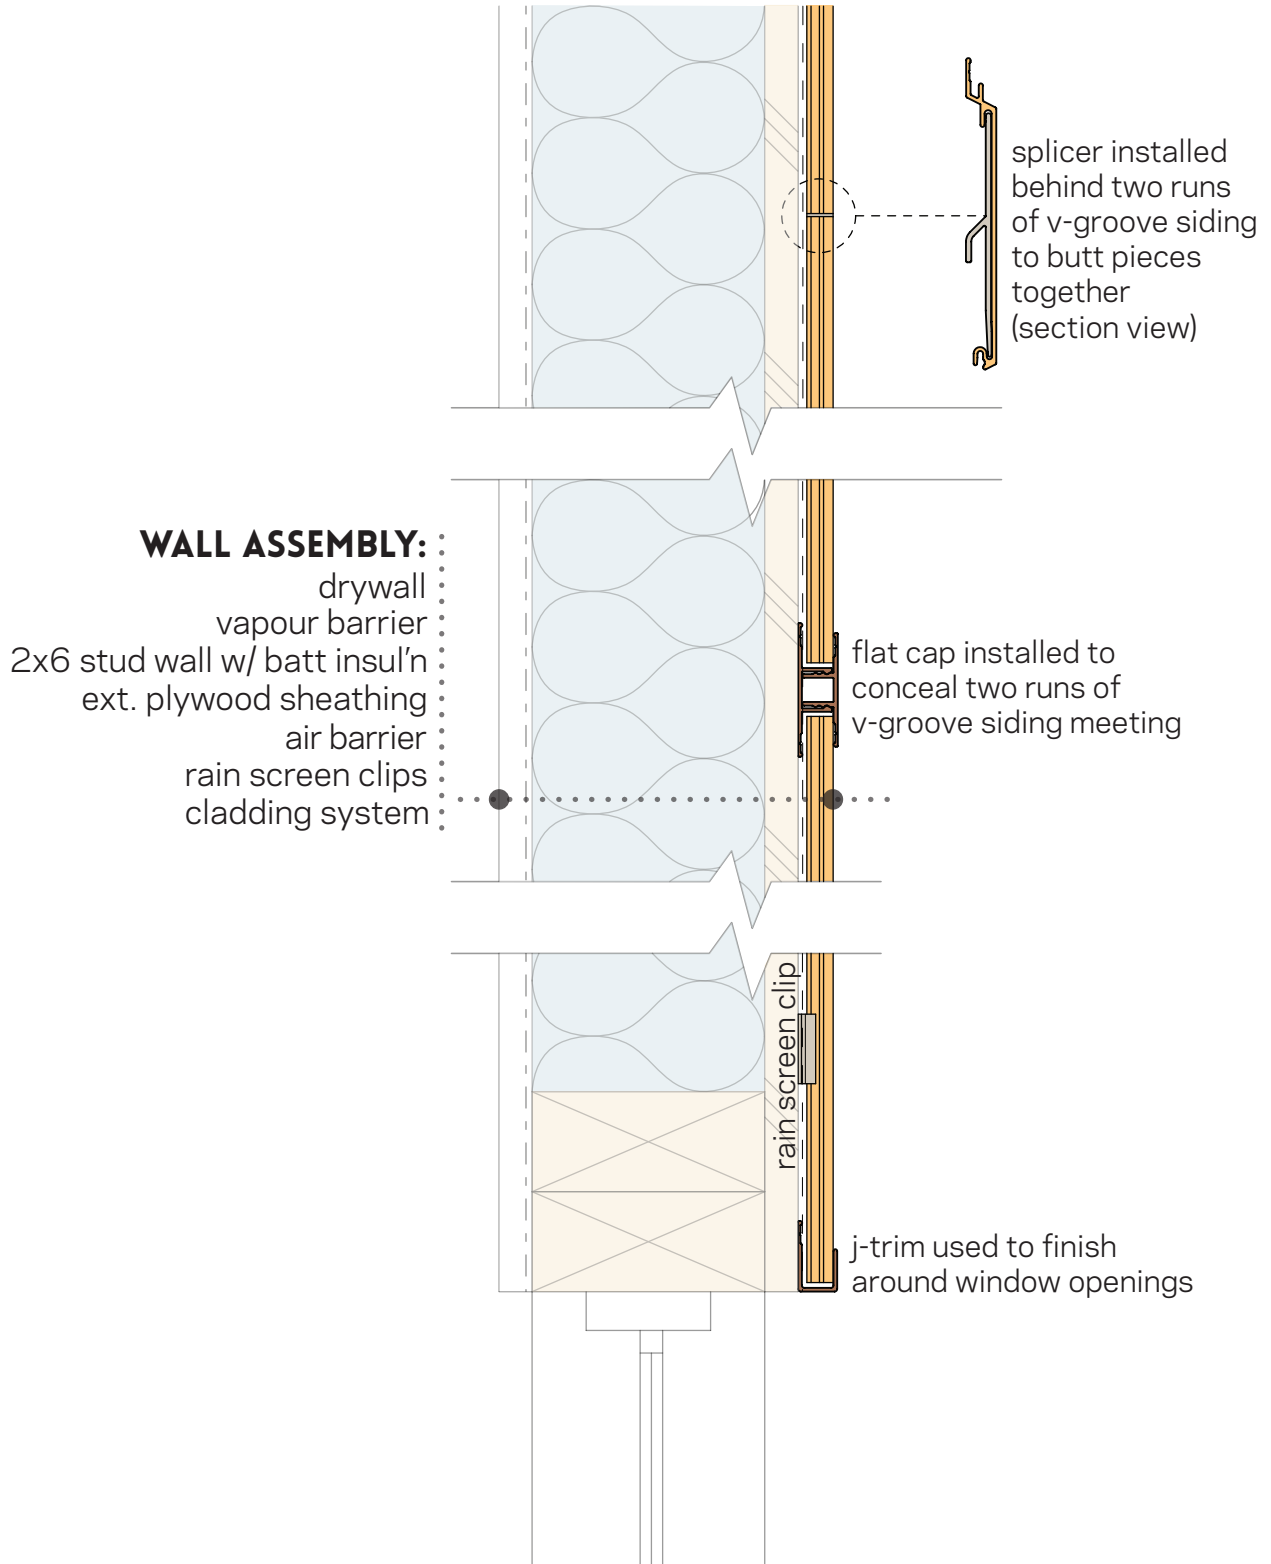 splicer installed
behind two runs
of v-groove siding
to butt pieces
together
(section view)
WALL ASSEMBLY:
drywall
vapour barrier
2x6 stud wall w/ batt insul’n
ext. plywood sheathing
air barrier
rain screen clips
cladding system
flat cap installed to
conceal two runs of
v-groove siding meeting
rain screen clip
j-trim used to finish
around window openings